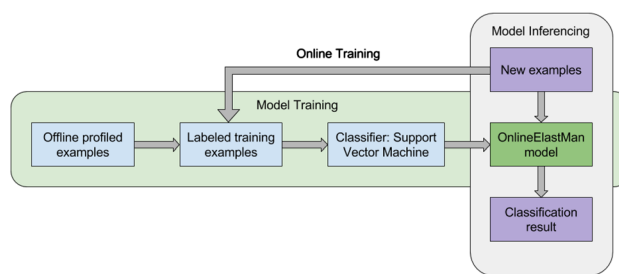 Model Inferencing
Online Training
New examples
Model Training
Offline profiled
examples
Labeled training
examples
Classifier: Support
Vector Machine
OnlineElastMan
model
Classification
result